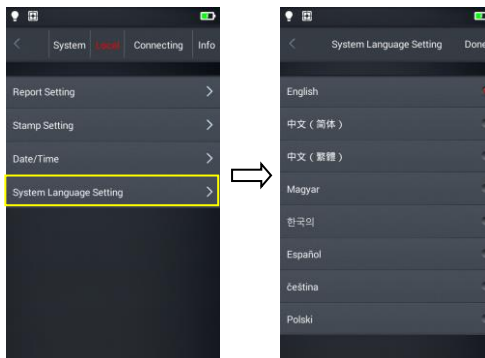 System Local Connecting Info
Report Setting
Stamp Setting
Date/Time
System Language Setting
System Language Setting Done
English
中文（简体）
中文（繁體）
Magyar
한국의
Español
čeština
Polski